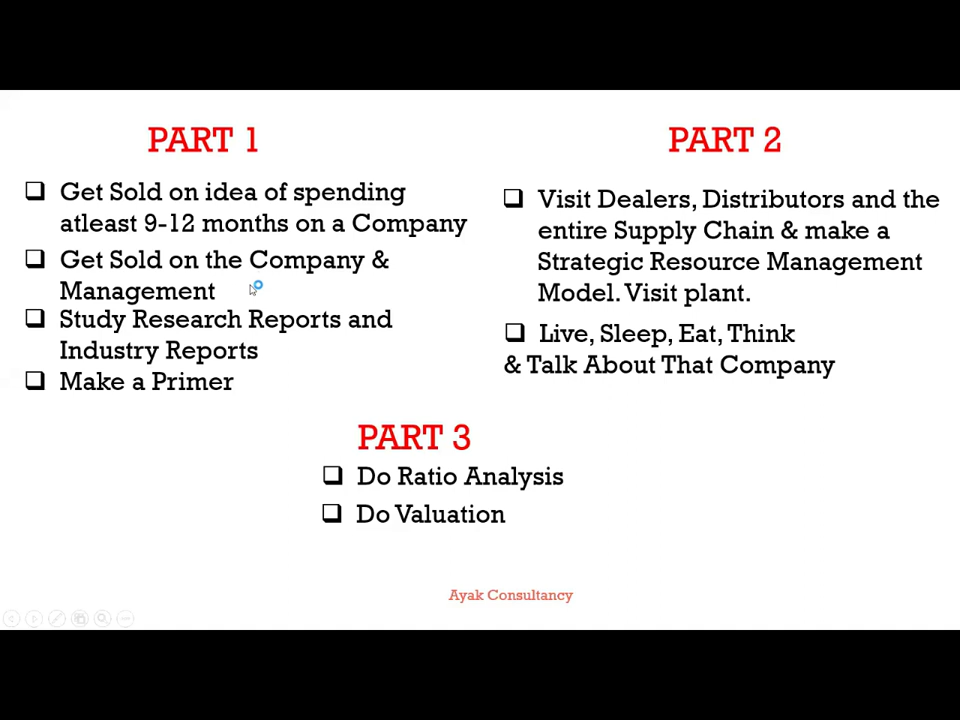 PART 1
❑ Get Sold on idea of spending
atleast 9-12 months on a Company
❑ Get Sold on the Company &
Management
❑ Study Research Reports and
Industry Reports
❑ Make a Primer
PART 2
❑ Visit Dealers, Distributors and the
entire Supply Chain & make a
Strategic Resource Management
Model. Visit plant.
❑ Live, Sleep, Eat, Think
& Talk About That Company
PART 3
❑ Do Ratio Analysis
❑ Do Valuation
Ayak Consultancy